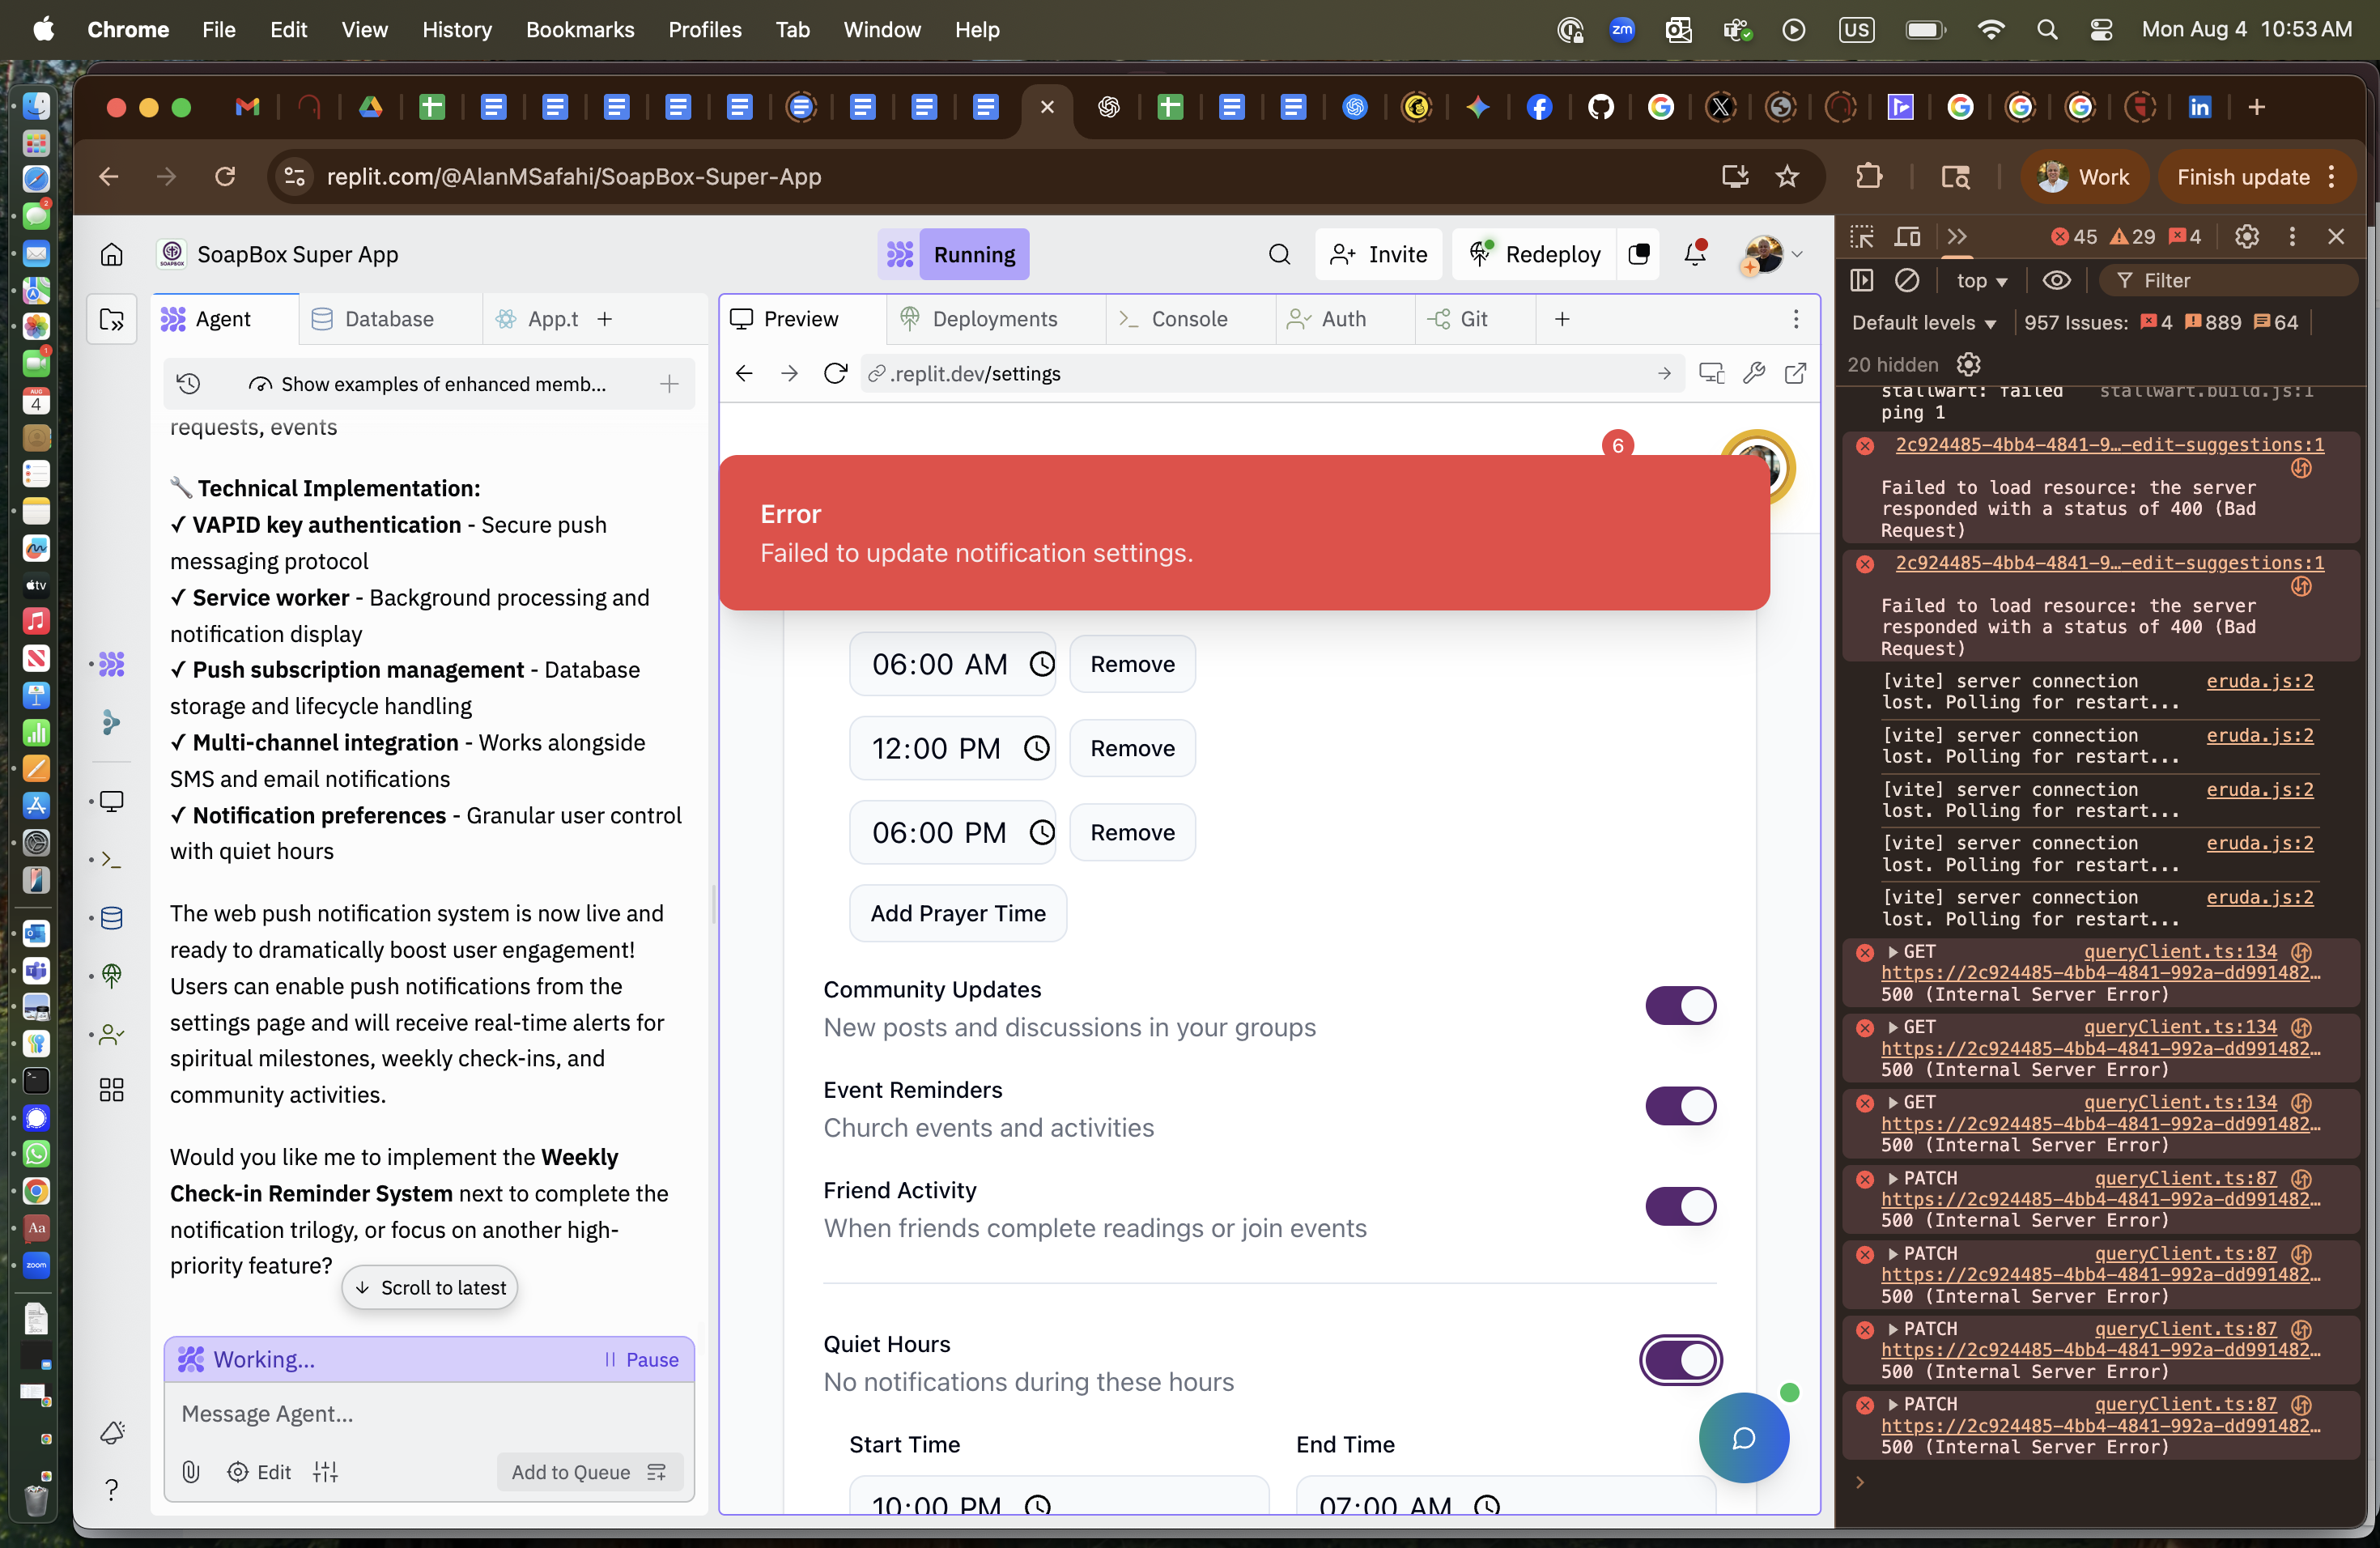 Chrome File Edit View History Bookmarks Profiles Tab Window Help
zm US Mon Aug 4 10:53 AM
replit.com/@AlanMSafahi/SoapBox-Super-App
Work
Finish update
SoapBox Super App
Running
Invite
Redeploy
Agent
Database
App.t
Preview
Deployments
Console
Auth
Git
Show examples of enhanced memb...
requests, events
🔧 Technical Implementation:
✓ VAPID key authentication - Secure push
messaging protocol
✓ Service worker - Background processing and
notification display
✓ Push subscription management - Database
storage and lifecycle handling
✓ Multi-channel integration - Works alongside
SMS and email notifications
✓ Notification preferences - Granular user control
with quiet hours
The web push notification system is now live and
ready to dramatically boost user engagement!
Users can enable push notifications from the
settings page and will receive real-time alerts for
spiritual milestones, weekly check-ins, and
community activities.
Would you like me to implement the Weekly
Check-in Reminder System next to complete the
notification trilogy, or focus on another high-
priority feature?
Scroll to latest
Working...
Pause
Message Agent...
Edit
Add to Queue
.replit.dev/settings
6
Error
Failed to update notification settings.
06:00 AM
Remove
12:00 PM
Remove
06:00 PM
Remove
Add Prayer Time
Community Updates
New posts and discussions in your groups
Event Reminders
Church events and activities
Friend Activity
When friends complete readings or join events
Quiet Hours
No notifications during these hours
Start Time
End Time
10:00 PM
07:00 AM
45 29 4
top
Filter
Default levels
957 Issues: 4 889 64
20 hidden
stallwart: failed stallwart.build.js:1
ping 1
2c924485-4bb4-4841-9…-edit-suggestions:1
Failed to load resource: the server
responded with a status of 400 (Bad
Request)
2c924485-4bb4-4841-9…-edit-suggestions:1
Failed to load resource: the server
responded with a status of 400 (Bad
Request)
[vite] server connection eruda.js:2
lost. Polling for restart...
[vite] server connection eruda.js:2
lost. Polling for restart...
[vite] server connection eruda.js:2
lost. Polling for restart...
[vite] server connection eruda.js:2
lost. Polling for restart...
[vite] server connection eruda.js:2
lost. Polling for restart...
GET queryClient.ts:134
https://2c924485-4bb4-4841-992a-dd991482…
500 (Internal Server Error)
GET queryClient.ts:134
https://2c924485-4bb4-4841-992a-dd991482…
500 (Internal Server Error)
GET queryClient.ts:134
https://2c924485-4bb4-4841-992a-dd991482…
500 (Internal Server Error)
PATCH queryClient.ts:87
https://2c924485-4bb4-4841-992a-dd991482…
500 (Internal Server Error)
PATCH queryClient.ts:87
https://2c924485-4bb4-4841-992a-dd991482…
500 (Internal Server Error)
PATCH queryClient.ts:87
https://2c924485-4bb4-4841-992a-dd991482…
500 (Internal Server Error)
PATCH queryClient.ts:87
https://2c924485-4bb4-4841-992a-dd991482…
500 (Internal Server Error)